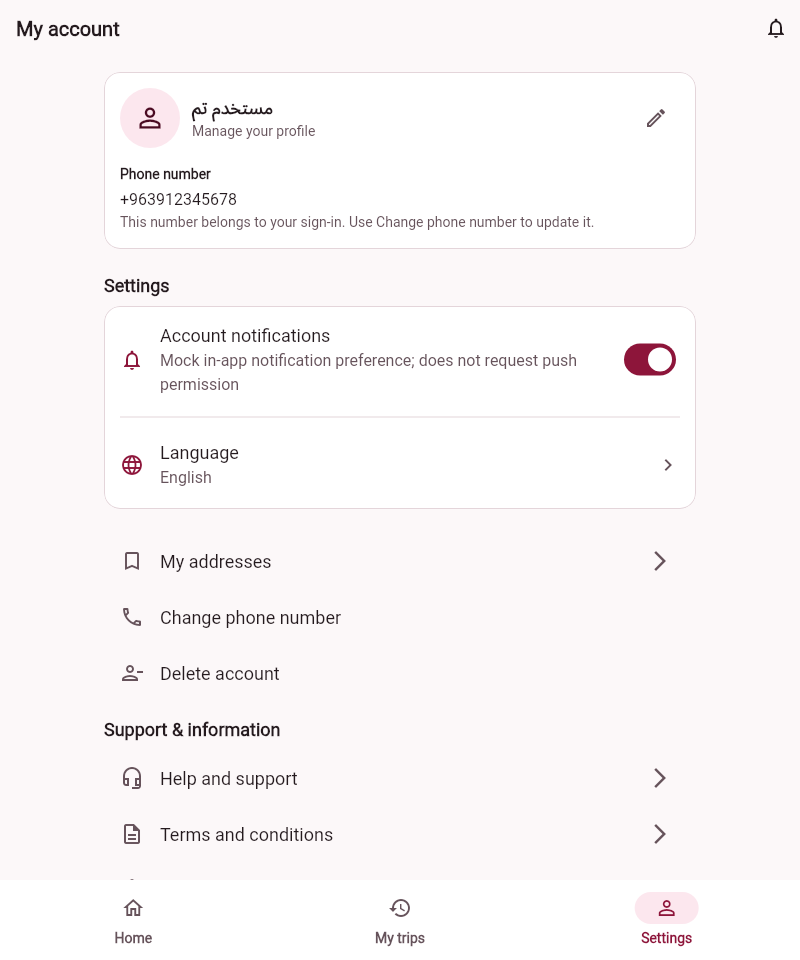 My account
مستخدم تم
Manage your profile
Phone number
+963912345678
This number belongs to your sign-in. Use Change phone number to update it.
Settings
Account notifications
Mock in-app notification preference; does not request push
permission
Language
English
My addresses
Change phone number
Delete account
Support & information
Help and support
Terms and conditions
Home
My trips
Settings